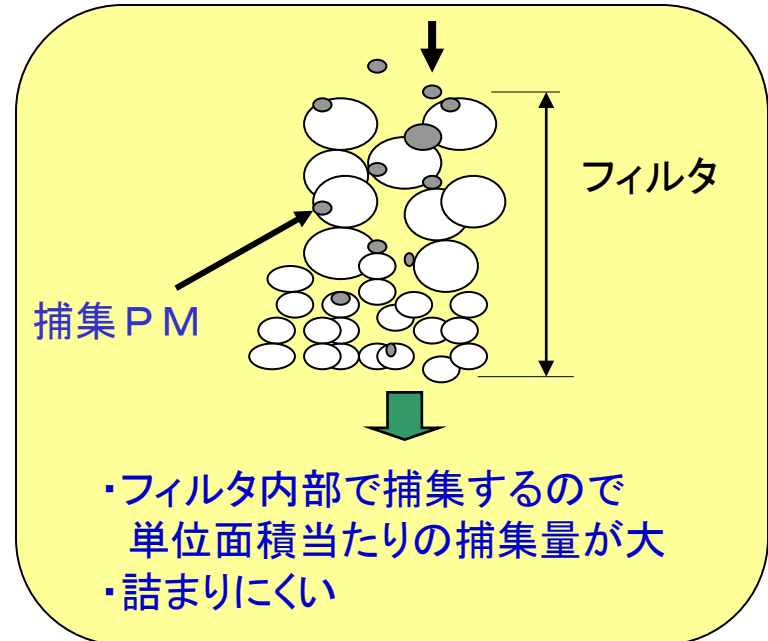 フィルタ
捕集ＰＭ
・フィルタ内部で捕集するので
単位面積当たりの捕集量が大
・詰まりにくい